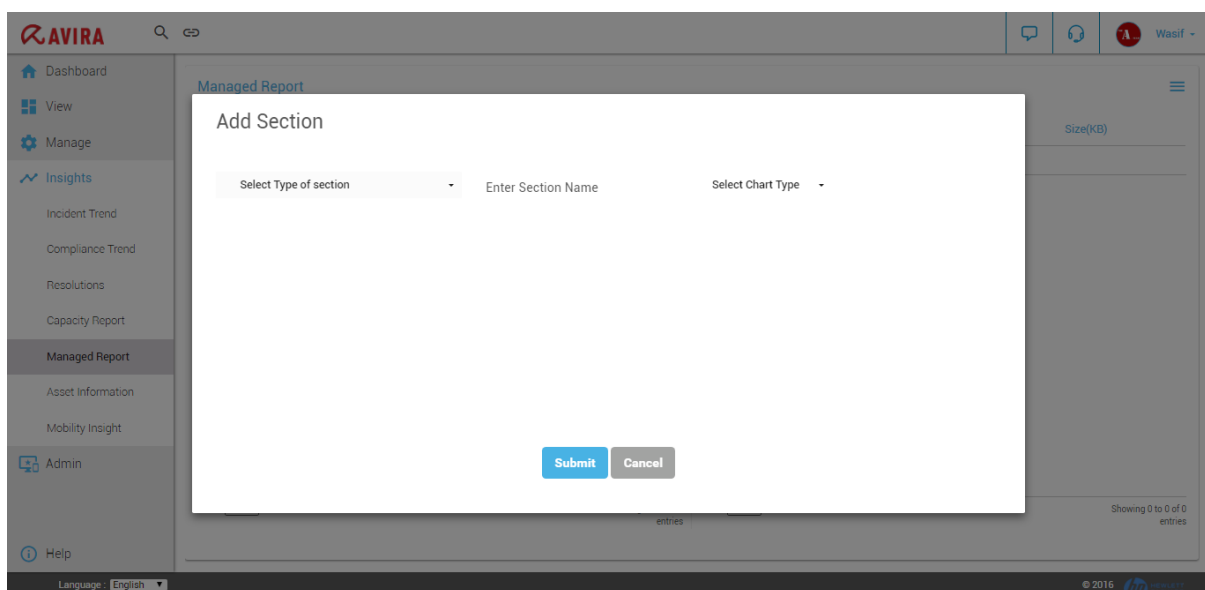 AVIRA
Wasif
Dashboard
View
Manage
Insights
Incident Trend
Compliance Trend
Resolutions
Capacity Report
Managed Report
Asset Information
Mobility Insight
Admin
Help
Language : English
Managed Report
Size(KB)
Add Section
Select Type of section Enter Section Name Select Chart Type
Submit Cancel
entries
Showing 0 to 0 of 0
entries
© 2016